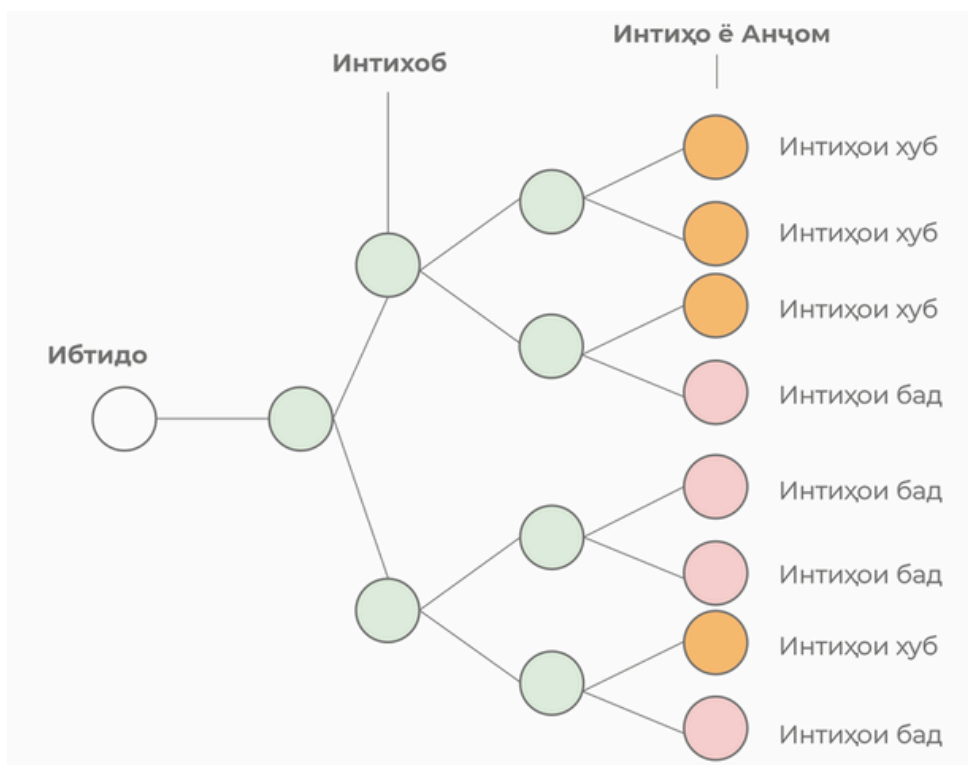 Интиҳо ё Анҷом
Интихоб
Интиҳои хуб
Интиҳои хуб
Интиҳои хуб
Ибтидо
Интиҳои бад
Интиҳои бад
Интиҳои бад
Интиҳои хуб
Интиҳои бад